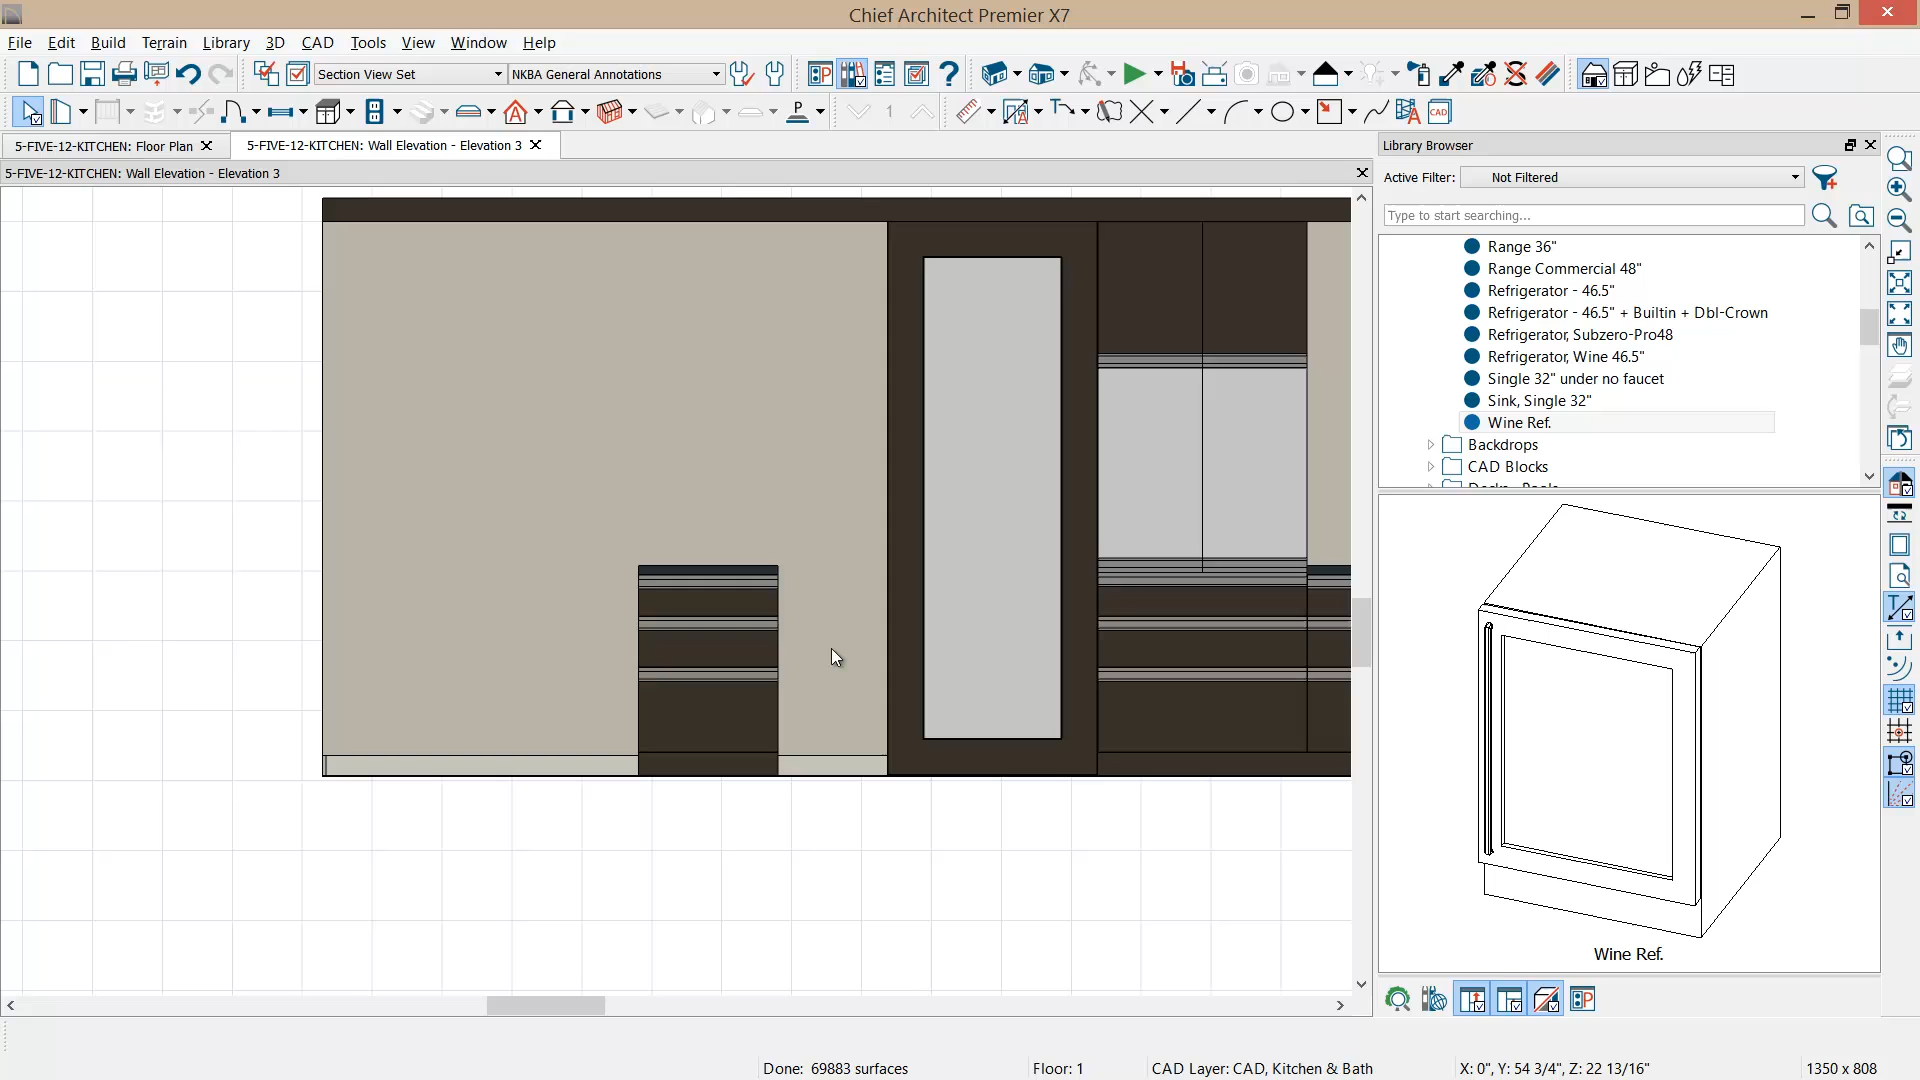 Chief Architect Premier X7
File Edit Build Terrain Library 3D CAD Tools View Window Help
Section View Set NKBA General Annotations
P 1 A CAD
5-FIVE-12-KITCHEN: Floor Plan 5-FIVE-12-KITCHEN: Wall Elevation - Elevation 3
5-FIVE-12-KITCHEN: Wall Elevation - Elevation 3
Library Browser
Active Filter: Not Filtered
Type to start searching...
Range 36"
Range Commercial 48"
Refrigerator - 46.5"
Refrigerator - 46.5" + Builtin + Dbl-Crown
Refrigerator, Subzero-Pro48
Refrigerator, Wine 46.5"
Single 32" under no faucet
Sink, Single 32"
Wine Ref.
Backdrops
CAD Blocks
Wine Ref.
Done: 69883 surfaces Floor: 1 CAD Layer: CAD, Kitchen & Bath X: 0", Y: 54 3/4", Z: 22 13/16" 1350 x 808